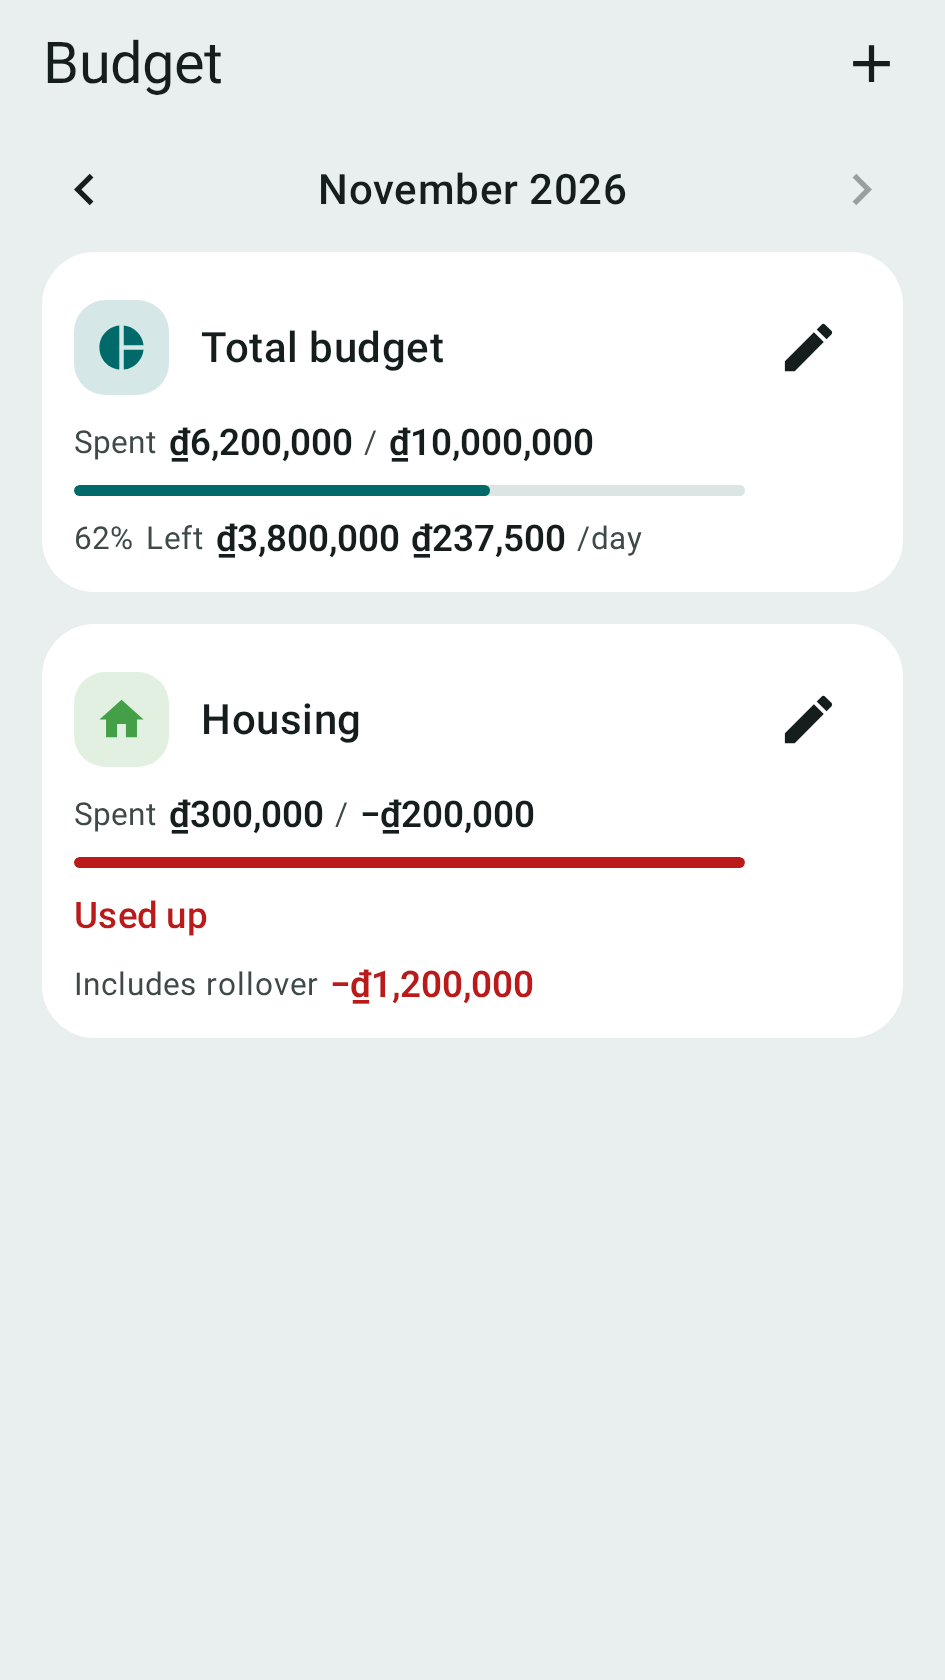 Budget
November 2026
Total budget
Spent ₫6,200,000 / ₫10,000,000
62% Left ₫3,800,000 ₫237,500 /day
Housing
Spent ₫300,000 / −₫200,000
Used up
Includes rollover −₫1,200,000